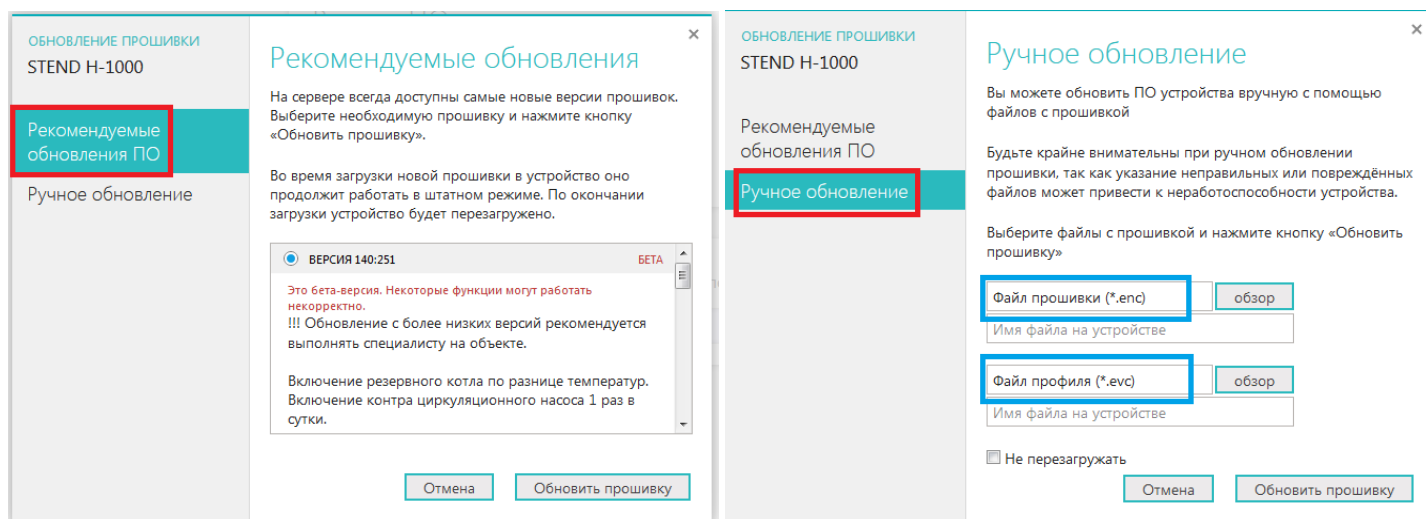 ОБНОВЛЕНИЕ ПРОШИВКИ
STEND H-1000
Рекомендуемые
обновления ПО
Ручное обновление
Рекомендуемые обновления
На сервере всегда доступны самые новые версии прошивок.
Выберите необходимую прошивку и нажмите кнопку
«Обновить прошивку».
Во время загрузки новой прошивки в устройство оно
продолжит работать в штатном режиме. По окончании
загрузки устройство будет перезагружено.
ВЕРСИЯ 140:251 БЕТА
Это бета-версия. Некоторые функции могут работать
некорректно.
!!! Обновление с более низких версий рекомендуется
выполнять специалисту на объекте.
Включение резервного котла по разнице температур.
Включение контра циркуляционного насоса 1 раз в
сутки.
Отмена
Обновить прошивку
ОБНОВЛЕНИЕ ПРОШИВКИ
STEND H-1000
Рекомендуемые
обновления ПО
Ручное обновление
Ручное обновление
Вы можете обновить ПО устройства вручную с помощью
файлов с прошивкой
Будьте крайне внимательны при ручном обновлении
прошивки, так как указание неправильных или повреждённых
файлов может привести к неработоспособности устройства.
Выберите файлы с прошивкой и нажмите кнопку «Обновить
прошивку»
Файл прошивки (*.enc) обзор
Имя файла на устройстве
Файл профиля (*.evc) обзор
Имя файла на устройстве
Не перезагружать
Отмена
Обновить прошивку